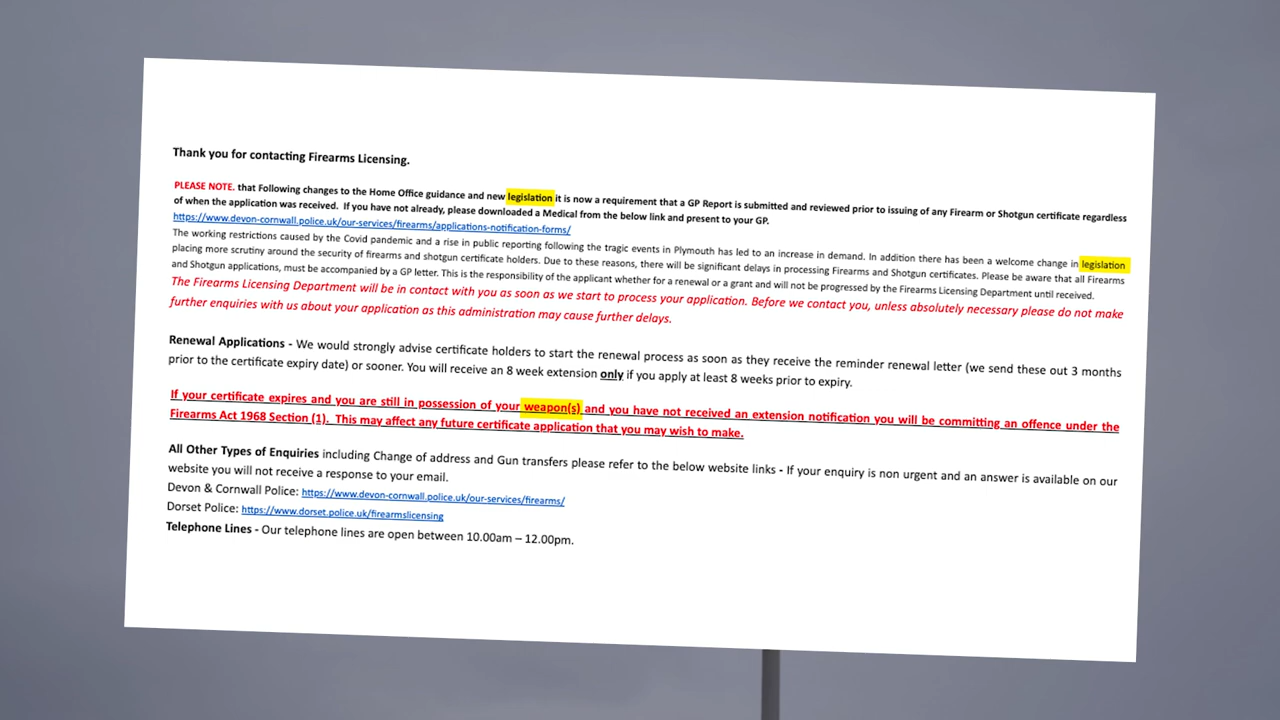 Thank you for contacting Firearms Licensing.
PLEASE NOTE. that Following changes to the Home Office guidance and new legislation it is now a requirement that a GP Report is submitted and reviewed prior to issuing of any Firearm or Shotgun certificate regardless
of when the application was received. If you have not already, please downloaded a Medical from the below link and present to your GP.
https://www.devon-cornwall.police.uk/our-services/firearms/applications-notification-forms/
The working restrictions caused by the Covid pandemic and a rise in public reporting following the tragic events in Plymouth has led to an increase in demand. In addition there has been a welcome change in legislation
placing more scrutiny around the security of firearms and shotgun certificate holders. Due to these reasons, there will be significant delays in processing Firearms and Shotgun certificates. Please be aware that all Firearms
and Shotgun applications, must be accompanied by a GP letter. This is the responsibility of the applicant whether for a renewal or a grant and will not be progressed by the Firearms Licensing Department until received.
The Firearms Licensing Department will be in contact with you as soon as we start to process your application. Before we contact you, unless absolutely necessary please do not make
further enquiries with us about your application as this administration may cause further delays.
Renewal Applications - We would strongly advise certificate holders to start the renewal process as soon as they receive the reminder renewal letter (we send these out 3 months
prior to the certificate expiry date) or sooner. You will receive an 8 week extension only if you apply at least 8 weeks prior to expiry.
If your certificate expires and you are still in possession of your weapon(s) and you have not received an extension notification you will be committing an offence under the
Firearms Act 1968 Section (1). This may affect any future certificate application that you may wish to make.
All Other Types of Enquiries including Change of address and Gun transfers please refer to the below website links - If your enquiry is non urgent and an answer is available on our
website you will not receive a response to your email.
Devon & Cornwall Police: https://www.devon-cornwall.police.uk/our-services/firearms/
Dorset Police: https://www.dorset.police.uk/firearmslicensing
Telephone Lines - Our telephone lines are open between 10.00am – 12.00pm.